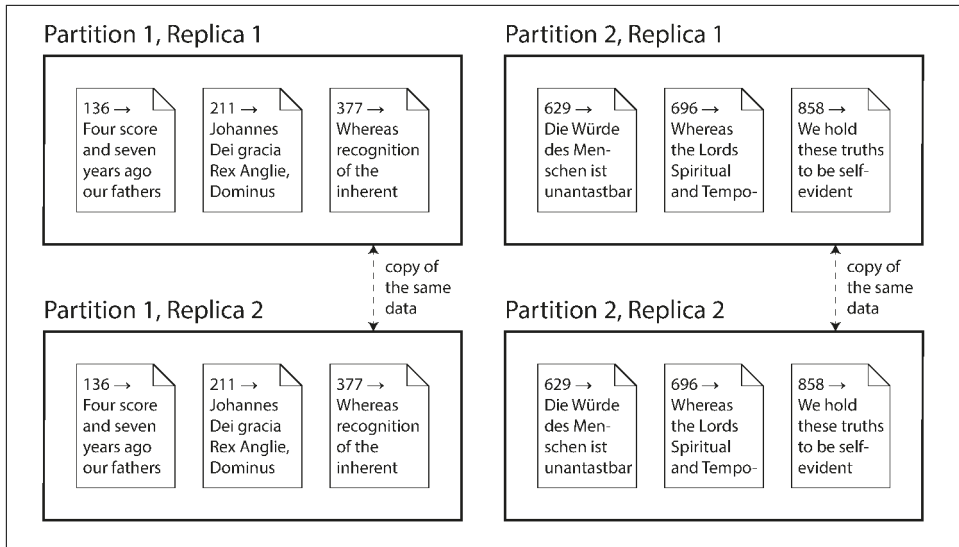 Partition 1, Replica 1
136 →
Four score
and seven
years ago
our fathers
211 →
Johannes
Dei gracia
Rex Anglie,
Dominus
377 →
Whereas
recognition
of the
inherent
Partition 2, Replica 1
629 →
Die Würde
des Men-
schen ist
unantastbar
696 →
Whereas
the Lords
Spiritual
and Tempo-
858 →
We hold
these truths
to be self-
evident
copy of
the same
data
copy of
the same
data
Partition 1, Replica 2
136 →
Four score
and seven
years ago
our fathers
211 →
Johannes
Dei gracia
Rex Anglie,
Dominus
377 →
Whereas
recognition
of the
inherent
Partition 2, Replica 2
629 →
Die Würde
des Men-
schen ist
unantastbar
696 →
Whereas
the Lords
Spiritual
and Tempo-
858 →
We hold
these truths
to be self-
evident